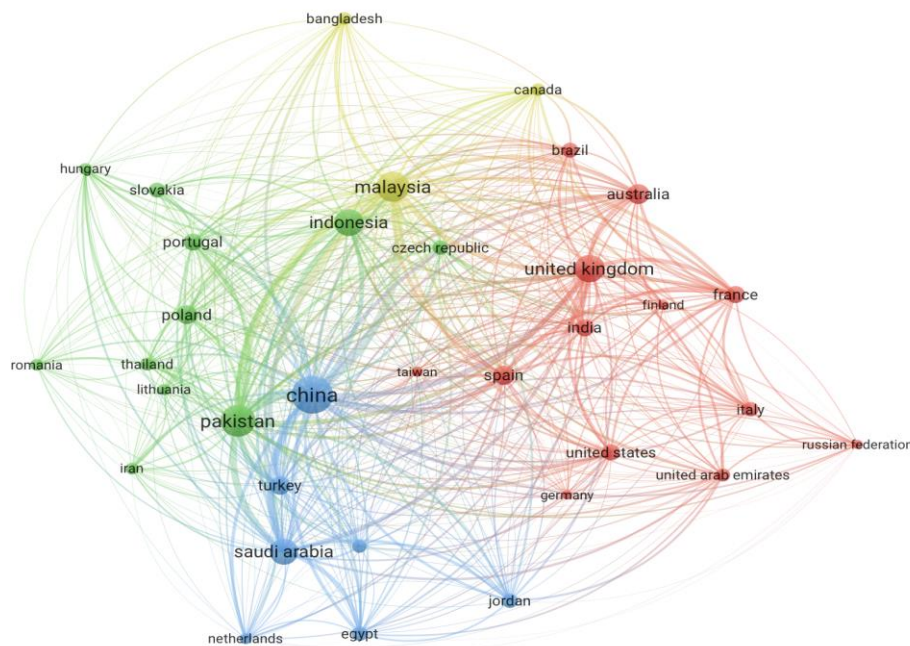 bangladesh
canada
brazil
hungary
slovakia
malaysia
australia
indonesia
portugal
czech republic
united kingdom
france
finland
poland
india
romania
thailand
taiwan
spain
lithuania
china
italy
pakistan
russian federation
united states
iran
united arab emirates
turkey
germany
saudi arabia
jordan
netherlands
egypt